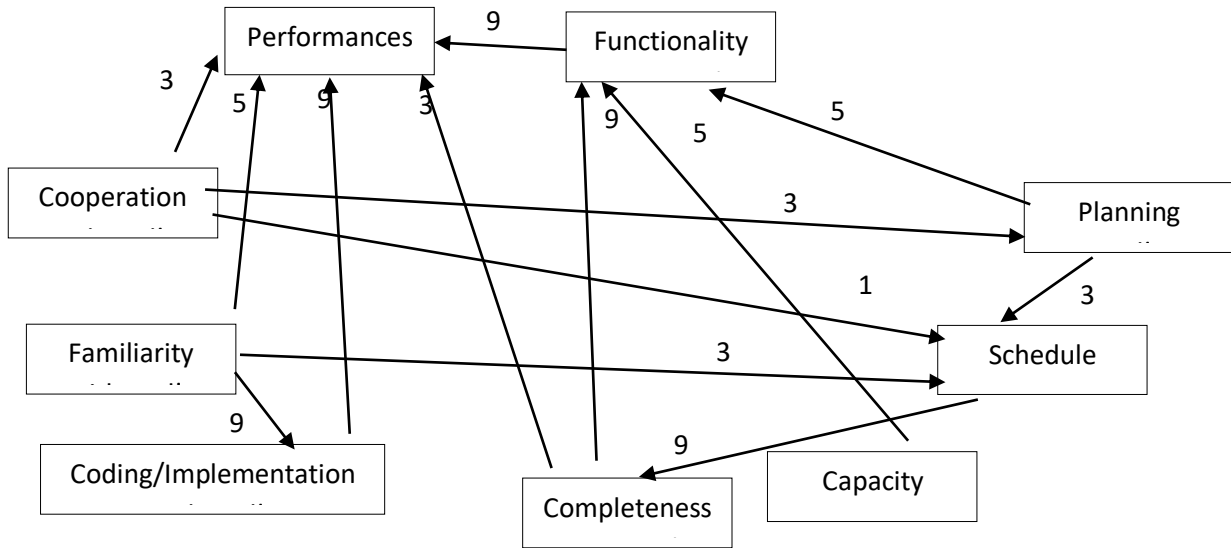 9
Performances
Functionality
3
5
9
3
9
5
5
Cooperation
3
Planning
1
3
Familiarity
3
Schedule
9
9
Coding/Implementation
Capacity
Completeness